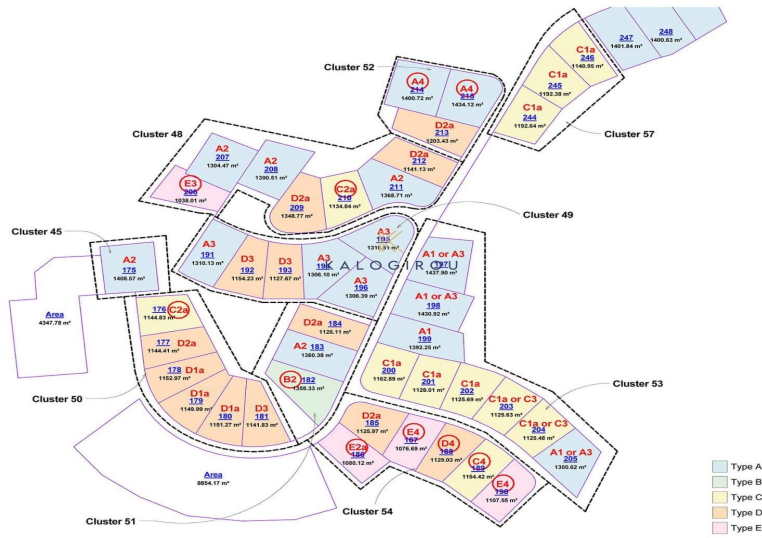 247
1401.84 m²
248
1400.63 m²
C1a
246
1140.95 m²
C1a
245
1192.38 m²
C1a
244
1192.64 m²
Cluster 57
Cluster 52
A4
214
1400.72 m²
A4
1434.12 m²
D2a
213
1203.43 m²
Cluster 48
A2
207
1304.47 m²
A2
208
1390.51 m²
E3
206
1038.01 m²
D2a
212
1141.13 m²
A2
211
1368.71 m²
C2a
210
1134.84 m²
D2a
209
1348.77 m²
Cluster 49
A3
195
A3
191
1310.13 m²
D3
192
1154.23 m²
D3
193
1127.67 m²
A3
1306.10 m²
A3
196
1306.39 m²
KALOGIROU
Cluster 45
A2
175
1408.57 m²
Area
4347.78 m²
A1 or A3
197
1437.90 m²
A1 or A3
198
1430.92 m²
A1
199
1392.25 m²
176
C2a
1144.83 m²
177
D2a
1144.41 m²
178
D1a
1152.97 m²
D1a
179
1149.99 m²
D1a
180
1151.27 m²
D3
181
1141.83 m²
Cluster 50
D2a
184
1125.11 m²
A2
183
1360.38 m²
B2
182
1358.33 m²
C1a
200
1162.89 m²
C1a
201
1128.01 m²
C1a
202
1125.69 m²
C1a or C3
203
1125.63 m²
C1a or C3
204
1125.48 m²
A1 or A3
205
1300.62 m²
Cluster 53
D2a
185
1125.97 m²
E2a
186
1080.12 m²
E4
187
1076.69 m²
D4
188
1129.03 m²
C4
189
1154.42 m²
E4
190
1107.55 m²
Area
8854.17 m²
Cluster 51
Cluster 54
Type A
Type B
Type C
Type D
Type E